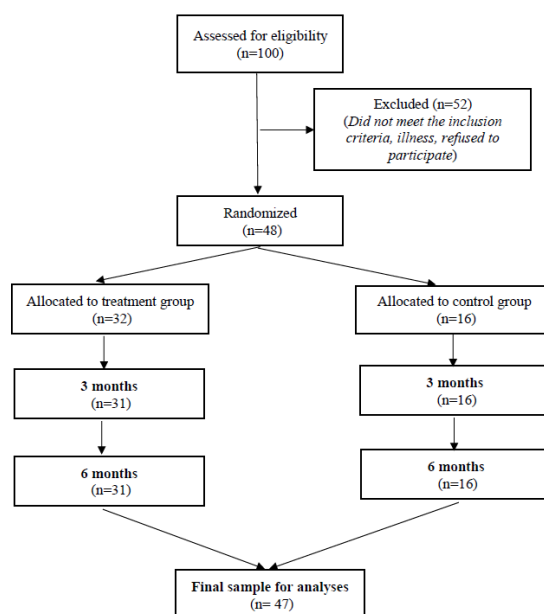 Assessed for eligibility
(n=100)
Excluded (n=52)
(Did not meet the inclusion
criteria, illness, refused to
participate)
Randomized
(n=48)
Allocated to treatment group
(n=32)
Allocated to control group
(n=16)
3 months
(n=31)
3 months
(n=16)
6 months
(n=31)
6 months
(n=16)
Final sample for analyses
(n= 47)